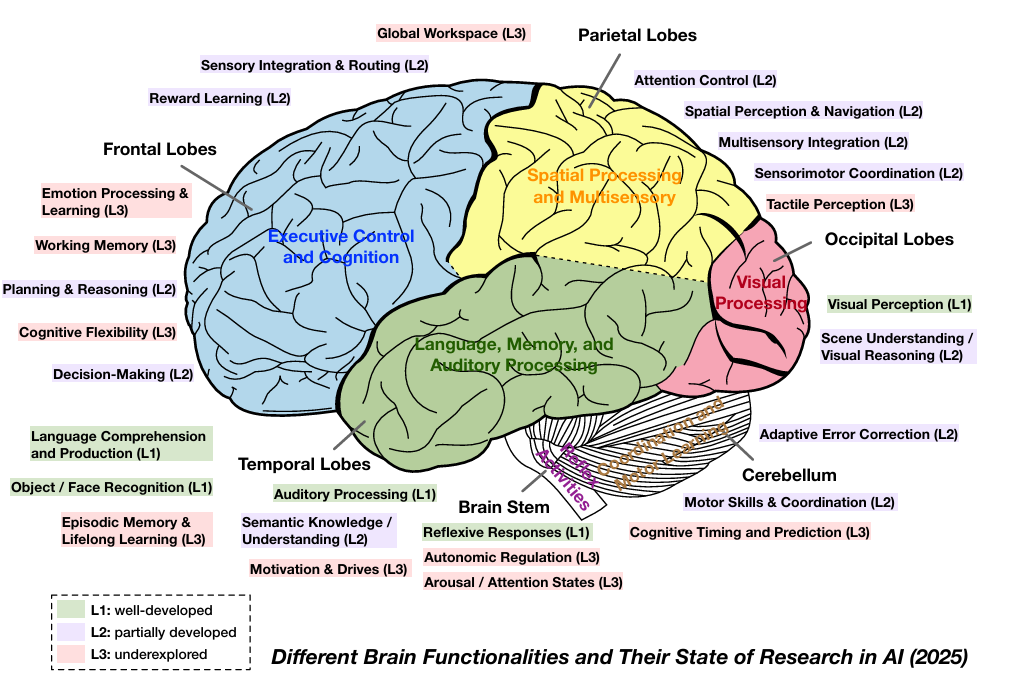 Global Workspace (L3)
Parietal Lobes
Sensory Integration & Routing (L2)
Attention Control (L2)
Reward Learning (L2)
Spatial Perception & Navigation (L2)
Multisensory Integration (L2)
Frontal Lobes
Sensorimotor Coordination (L2)
Spatial Processing
and Multisensory
Emotion Processing &
Learning (L3)
Tactile Perception (L3)
Executive Control
and Cognition
Working Memory (L3)
Occipital Lobes
Planning & Reasoning (L2)
Visual
Processing
Visual Perception (L1)
Cognitive Flexibility (L3)
Scene Understanding /
Visual Reasoning (L2)
Language, Memory, and
Auditory Processing
Decision-Making (L2)
Language Comprehension
and Production (L1)
Coordination and
Motor Learning
Adaptive Error Correction (L2)
Temporal Lobes
Reflex
Activities
Cerebellum
Object / Face Recognition (L1)
Auditory Processing (L1)
Brain Stem
Motor Skills & Coordination (L2)
Episodic Memory &
Lifelong Learning (L3)
Semantic Knowledge /
Understanding (L2)
Reflexive Responses (L1)
Cognitive Timing and Prediction (L3)
Motivation & Drives (L3)
Autonomic Regulation (L3)
Arousal / Attention States (L3)
L1: well-developed
L2: partially developed
L3: underexplored
Different Brain Functionalities and Their State of Research in AI (2025)